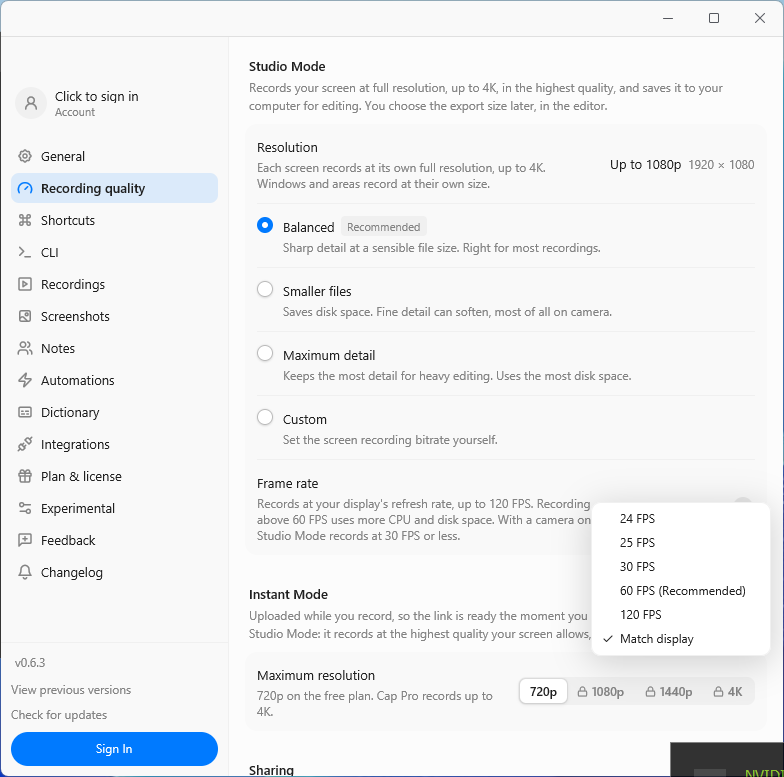 Click to sign in
Account
General
Recording quality
Shortcuts
CLI
Recordings
Screenshots
Notes
Automations
Dictionary
Integrations
Plan & license
Experimental
Feedback
Changelog
v0.6.3
View previous versions
Check for updates
Sign In
Studio Mode
Records your screen at full resolution, up to 4K, in the highest quality, and saves it to your
computer for editing. You choose the export size later, in the editor.
Resolution
Each screen records at its own full resolution, up to 4K.
Windows and areas record at their own size.
Up to 1080p 1920 × 1080
Balanced Recommended
Sharp detail at a sensible file size. Right for most recordings.
Smaller files
Saves disk space. Fine detail can soften, most of all on camera.
Maximum detail
Keeps the most detail for heavy editing. Uses the most disk space.
Custom
Set the screen recording bitrate yourself.
Frame rate
Records at your display's refresh rate, up to 120 FPS. Recording
above 60 FPS uses more CPU and disk space. With a camera on
Studio Mode records at 30 FPS or less.
24 FPS
25 FPS
30 FPS
60 FPS (Recommended)
120 FPS
Match display
Instant Mode
Uploaded while you record, so the link is ready the moment you
Studio Mode: it records at the highest quality your screen allows,
Maximum resolution
720p on the free plan. Cap Pro records up to
4K.
720p 1080p 1440p 4K
Sharing